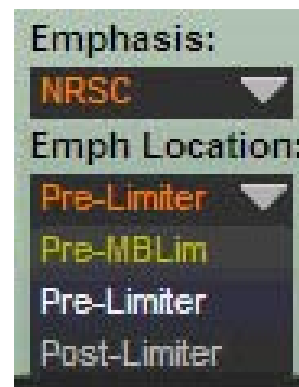 Emphasis:
NRSC
Emph Location:
Pre-Limiter
Pre-MBLim
Pre-Limiter
Post-Limiter